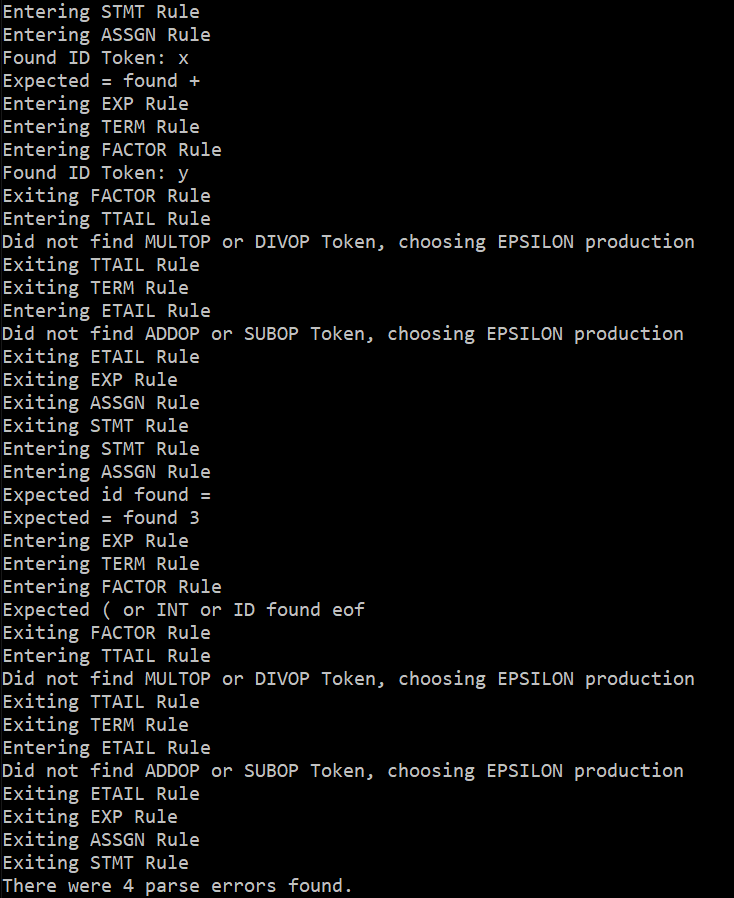 Entering STMT Rule
Entering ASSGN Rule
Found ID Token: x
Expected = found +
Entering EXP Rule
Entering TERM Rule
Entering FACTOR Rule
Found ID Token: y
Exiting FACTOR Rule
Entering TTAIL Rule
Did not find MULTOP or DIVOP Token, choosing EPSILON production
Exiting TTAIL Rule
Exiting TERM Rule
Entering ETAIL Rule
Did not find ADDOP or SUBOP Token, choosing EPSILON production
Exiting ETAIL Rule
Exiting EXP Rule
Exiting ASSGN Rule
Exiting STMT Rule
Entering STMT Rule
Entering ASSGN Rule
Expected id found =
Expected = found 3
Entering EXP Rule
Entering TERM Rule
Entering FACTOR Rule
Expected ( or INT or ID found eof
Exiting FACTOR Rule
Entering TTAIL Rule
Did not find MULTOP or DIVOP Token, choosing EPSILON production
Exiting TTAIL Rule
Exiting TERM Rule
Entering ETAIL Rule
Did not find ADDOP or SUBOP Token, choosing EPSILON production
Exiting ETAIL Rule
Exiting EXP Rule
Exiting ASSGN Rule
Exiting STMT Rule
There were 4 parse errors found.